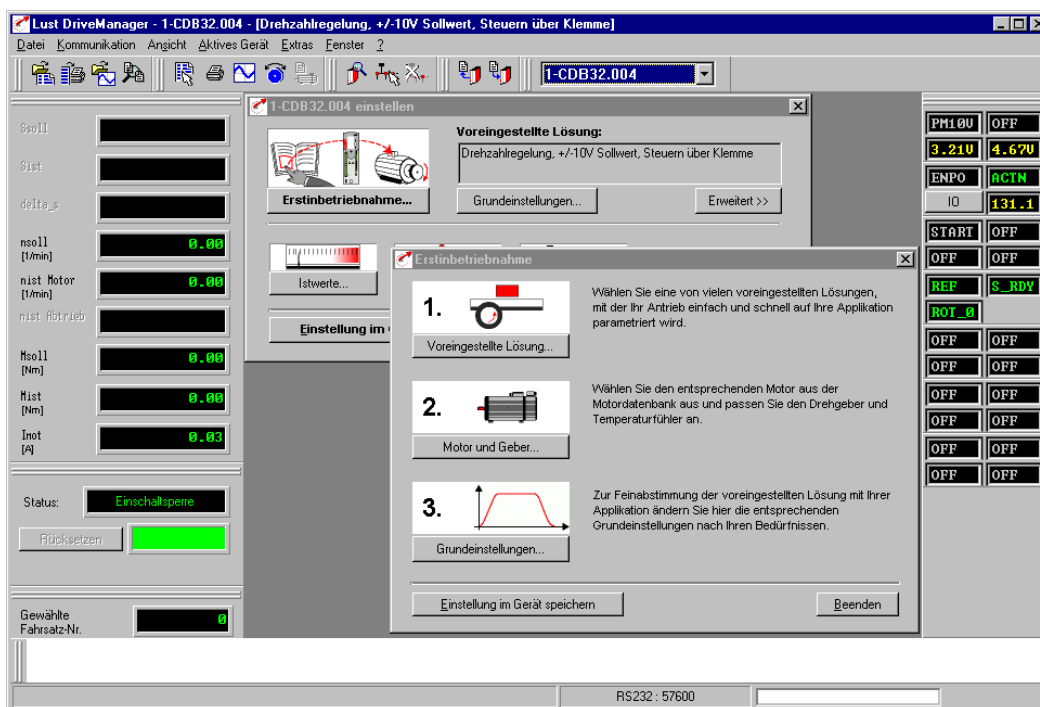 Lust DriveManager - 1-CDB32.004 - [Drehzahlregelung, +/-10V Sollwert, Steuern über Klemme]
Datei Kommunikation Ansicht Aktives Gerät Extras Fenster ?
1-CDB32.004
Ssoll
Sist
delta_s
nsoll
[1/min]
0.00
nist Motor
[1/min]
0.00
nist Abtrieb
Msoll
[Nm]
0.00
Mist
[Nm]
0.00
Imot
[A]
0.03
Status: Einschaltsperre
Rücksetzen
Gewählte
Fahrsatz-Nr.
0
1-CDB32.004 einstellen
Voreingestellte Lösung:
Drehzahlregelung, +/-10V Sollwert, Steuern über Klemme
Erstinbetriebnahme... Grundeinstellungen... Erweitert >>
Istwerte...
Einstellung im
Erstinbetriebnahme
1.
Voreingestellte Lösung...
Wählen Sie eine von vielen voreingestellten Lösungen,
mit der Ihr Antrieb einfach und schnell auf Ihre Applikation
parametriert wird.
2.
Motor und Geber...
Wählen Sie den entsprechenden Motor aus der
Motordatenbank aus und passen Sie den Drehgeber und
Temperaturfühler an.
3.
Grundeinstellungen...
Zur Feinabstimmung der voreingestellten Lösung mit Ihrer
Applikation ändern Sie hier die entsprechenden
Grundeinstellungen nach Ihren Bedürfnissen.
Einstellung im Gerät speichern Beenden
PM10V OFF
3.21V 4.67V
ENPO ACTN
IO 131.1
START OFF
OFF OFF
REF S_RDY
ROT_0
OFF OFF
OFF OFF
OFF OFF
OFF OFF
OFF OFF
OFF OFF
RS232 : 57600